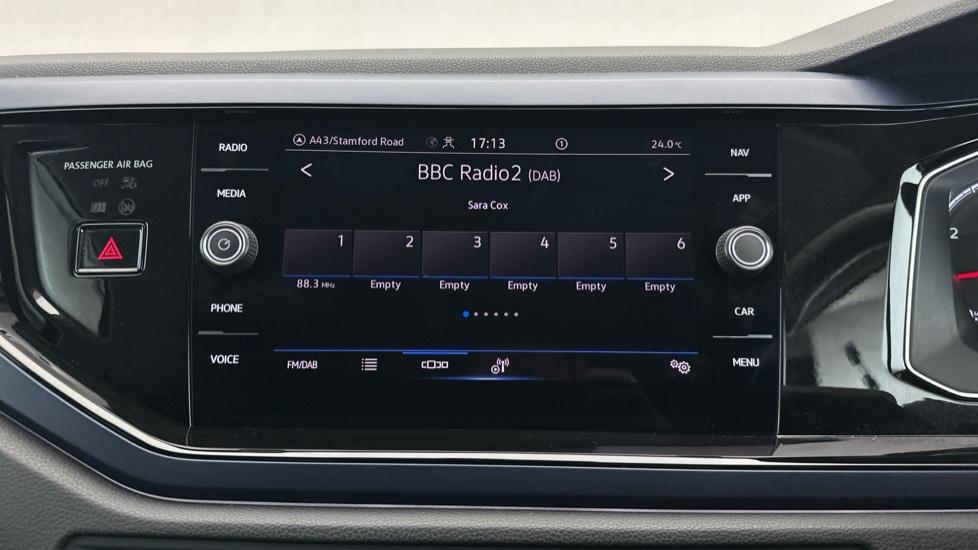 A43/Stamford Road 17:13 24.0°C
BBC Radio2 (DAB)
Sara Cox
1 2 3 4 5 6
88.3 MHz Empty Empty Empty Empty Empty
FM/DAB
RADIO
MEDIA
PHONE
VOICE
NAV
APP
CAR
MENU
PASSENGER AIR BAG
OFF
2